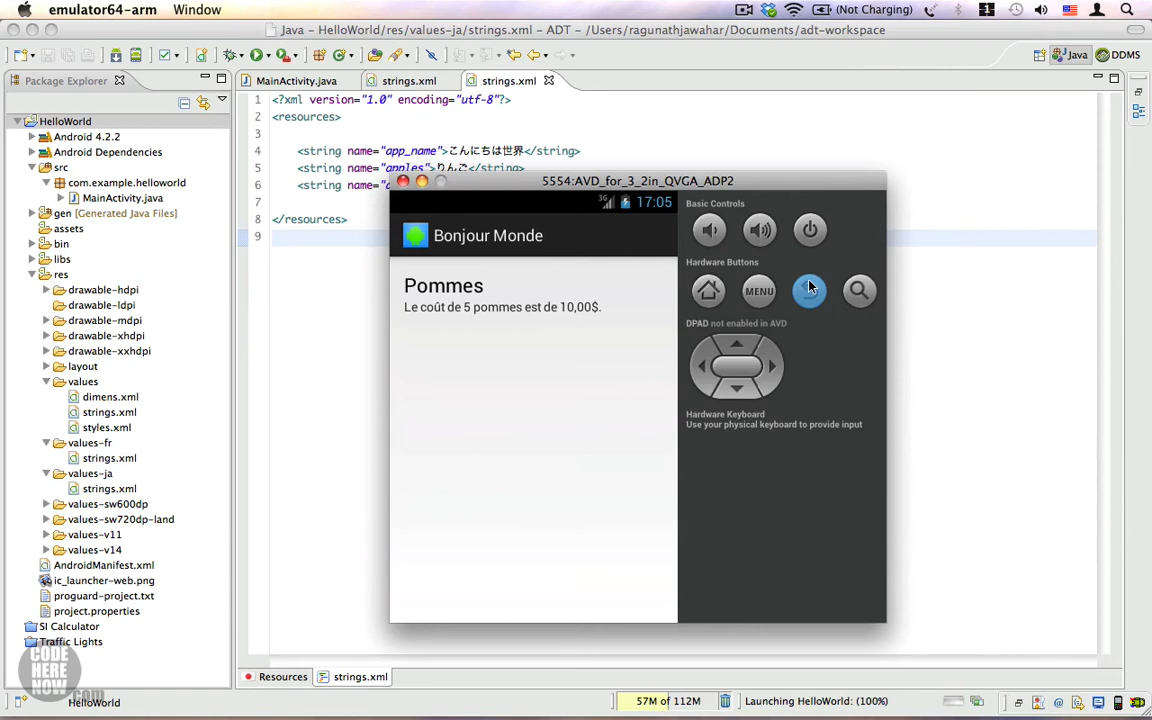 emulator64-arm Window (Not Charging)
Java - HelloWorld/res/values-ja/strings.xml - ADT - /Users/ragunathjawahar/Documents/adt-workspace
Java DDMS
Package Explorer
HelloWorld
Android 4.2.2
Android Dependencies
src
com.example.helloworld
MainActivity.java
gen [Generated Java Files]
assets
bin
libs
res
drawable-hdpi
drawable-ldpi
drawable-mdpi
drawable-xhdpi
drawable-xxhdpi
layout
values
dimens.xml
strings.xml
styles.xml
values-fr
strings.xml
values-ja
strings.xml
values-sw600dp
values-sw720dp-land
values-v11
values-v14
AndroidManifest.xml
ic_launcher-web.png
proguard-project.txt
project.properties
SI Calculator
Traffic Lights
MainActivity.java strings.xml strings.xml
1 <?xml version="1.0" encoding="utf-8"?>
2 <resources>
3
4 <string name="app_name">こんにちは世界</string>
5 <string name="apples">りんご</string>
6 <string name="a
7
8 </resources>
9
5554:AVD_for_3_2in_QVGA_ADP2
3G 17:05
Bonjour Monde
Pommes
Le coût de 5 pommes est de 10,00$.
Basic Controls
Hardware Buttons
MENU
DPAD not enabled in AVD
Hardware Keyboard
Use your physical keyboard to provide input
Resources strings.xml
CODE
HERE
NOW.com
HelloWorld 57M of 112M Launching HelloWorld: (100%)